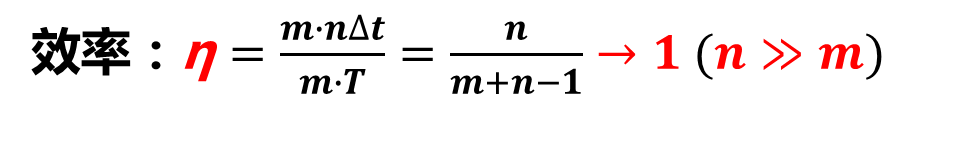 效率：η = m·nΔt / m·T = n / m+n−1 → 1 (n ≫ m)